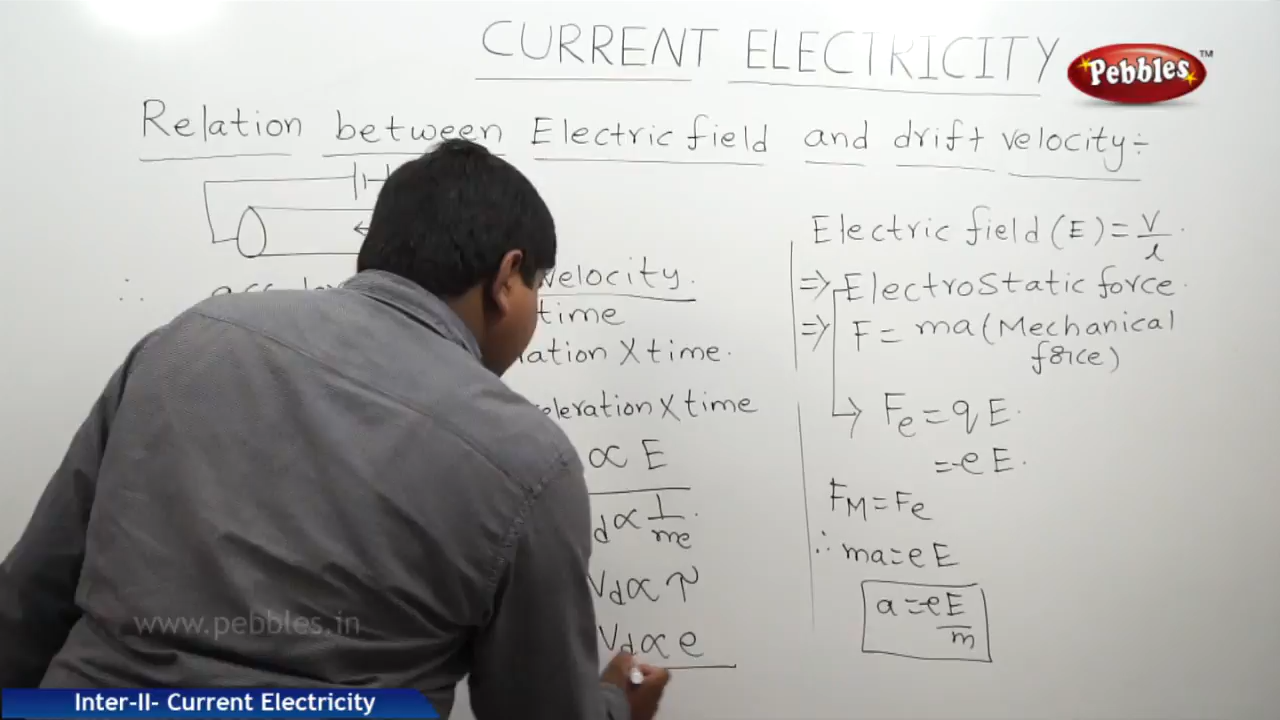 CURRENT ELECTRICITY
Pebbles™
Relation between Electric field and drift velocity:-
velocity.
time
ation X time.
eleration X time
∝ E
d ∝ 1/me
Vd ∝ τ
Vd ∝ e
Electric field (E) = V/l
=> ElectroStatic force.
=> F = ma (Mechanical
force)
Fe = qE.
= eE.
FM = Fe
∴ ma = eE
a = eE/m
www.pebbles.in
Inter-II- Current Electricity